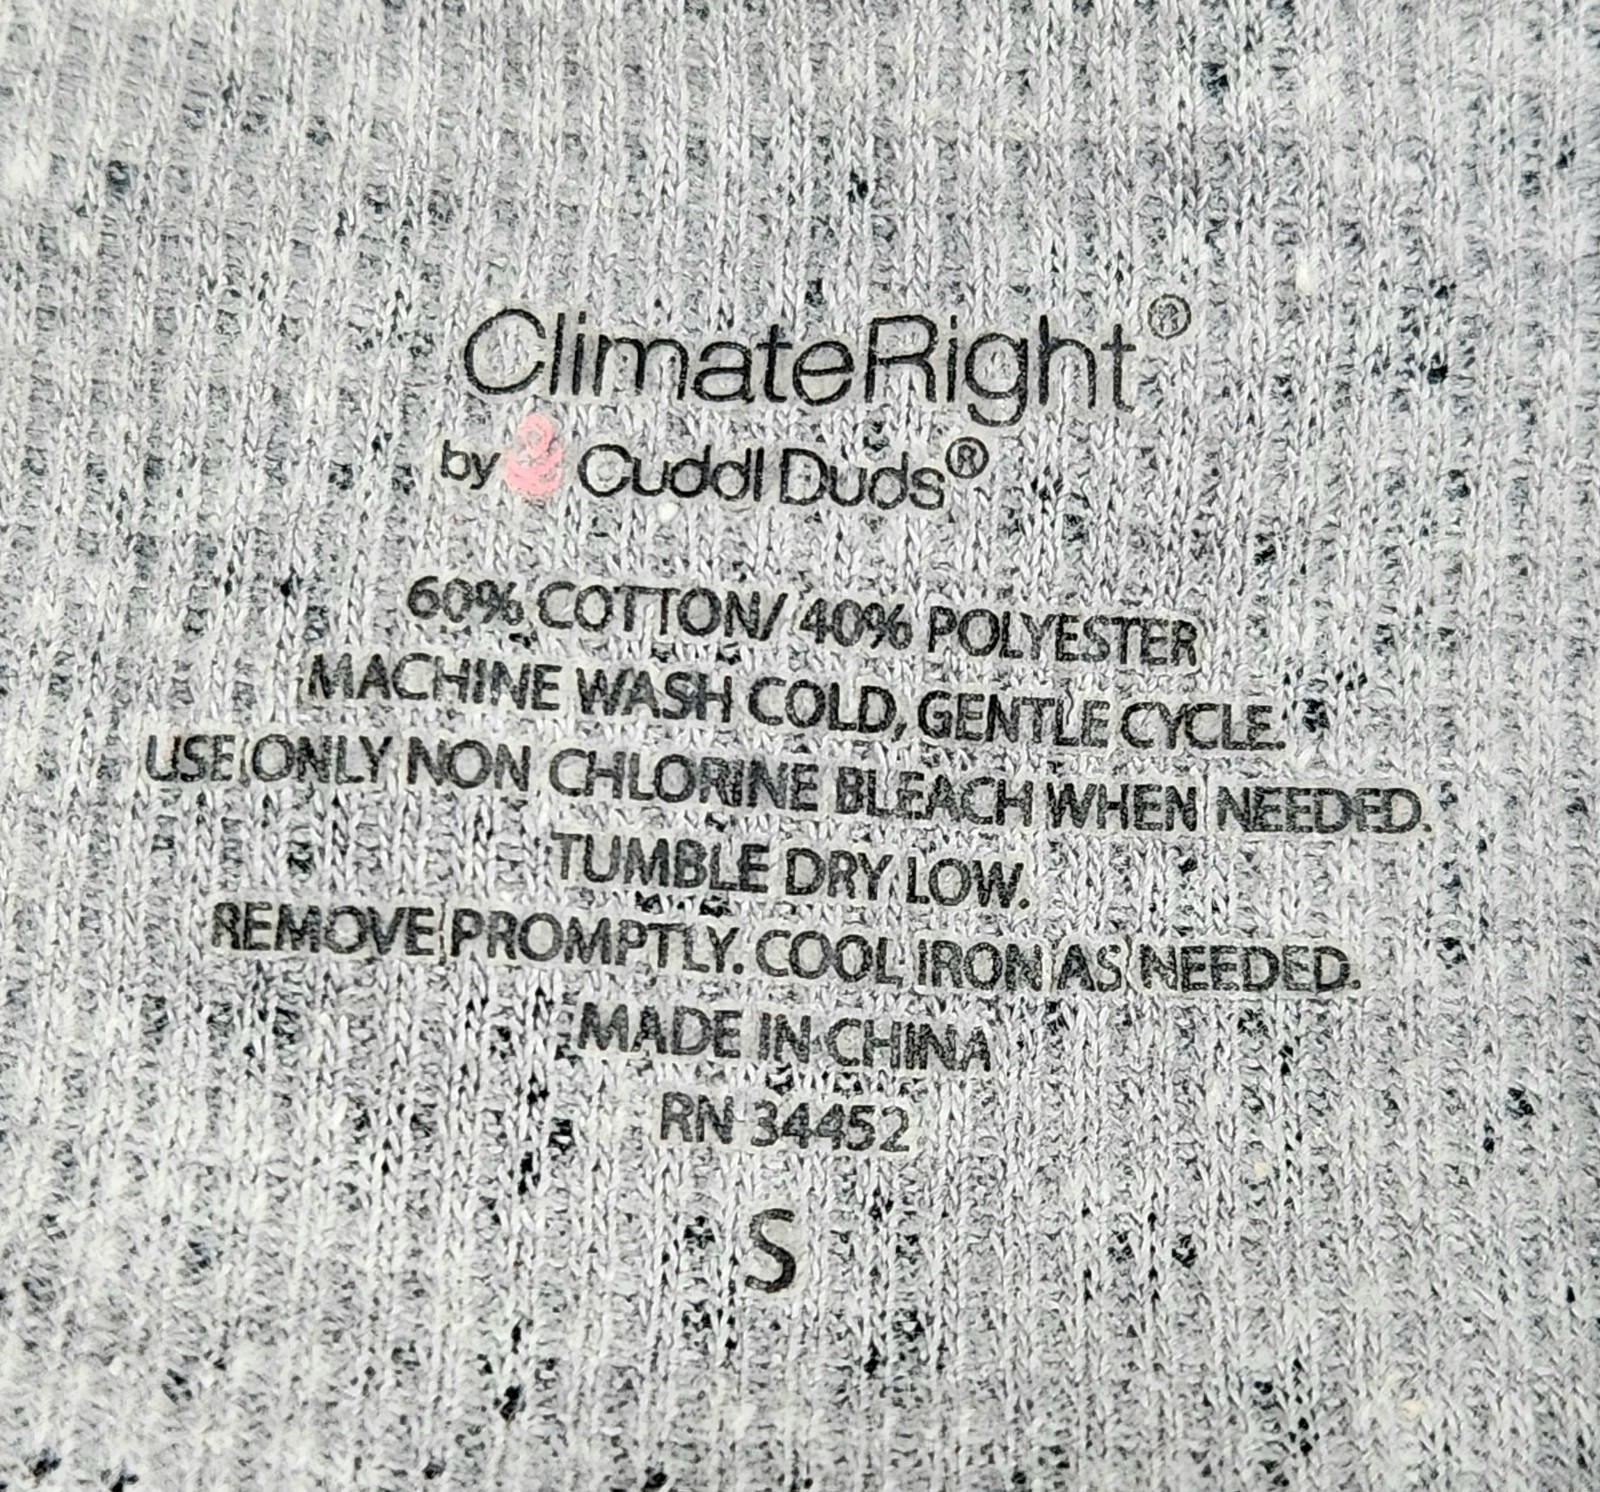 ClimateRight®
by Cuddl Duds®
60% COTTON/ 40% POLYESTER
MACHINE WASH COLD, GENTLE CYCLE.
USE ONLY NON CHLORINE BLEACH WHEN NEEDED.
TUMBLE DRY LOW.
REMOVE PROMPTLY. COOL IRON AS NEEDED.
MADE IN CHINA
RN 34452
S